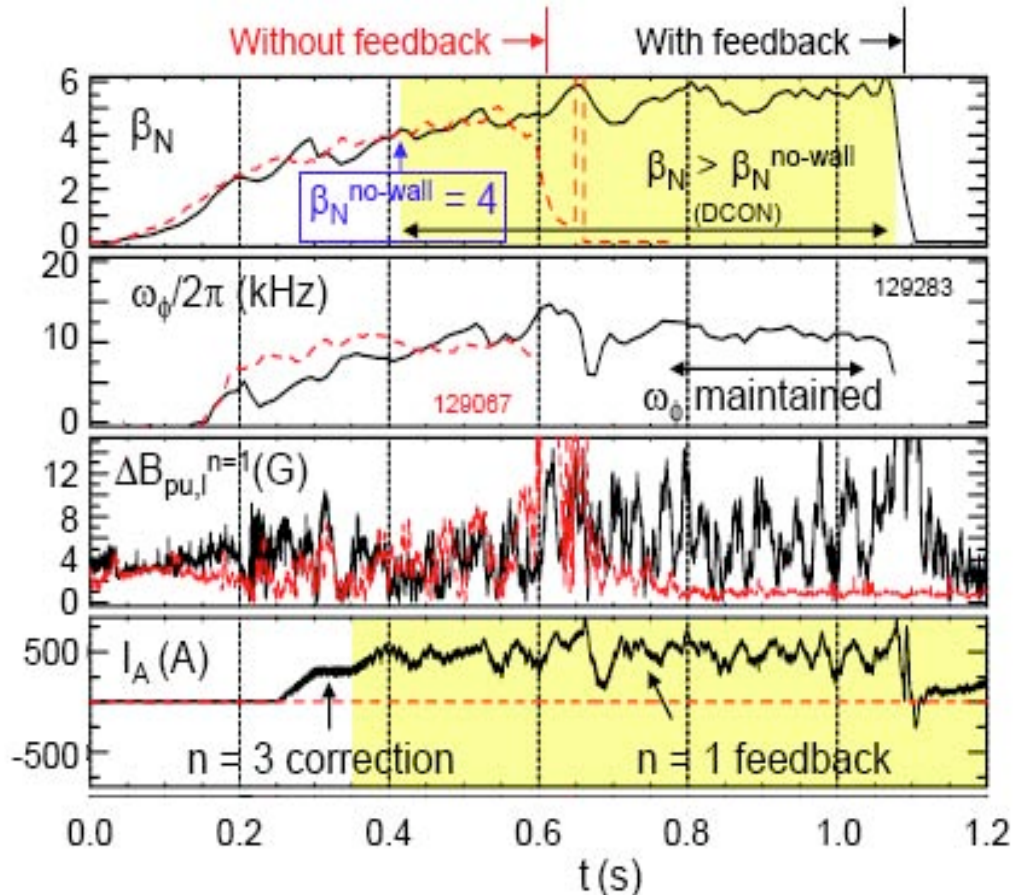 Without feedback → With feedback →
6
4
2
0
β_N
β_N^no-wall = 4
β_N > β_N^no-wall
(DCON)
20
10
0
ω_ϕ/2π (kHz)
129283
129067
ω_ϕ maintained
12
8
4
0
ΔB_pu,l^n=1 (G)
500
-500
I_A (A)
n = 3 correction
n = 1 feedback
0.0 0.2 0.4 0.6 0.8 1.0 1.2
t (s)